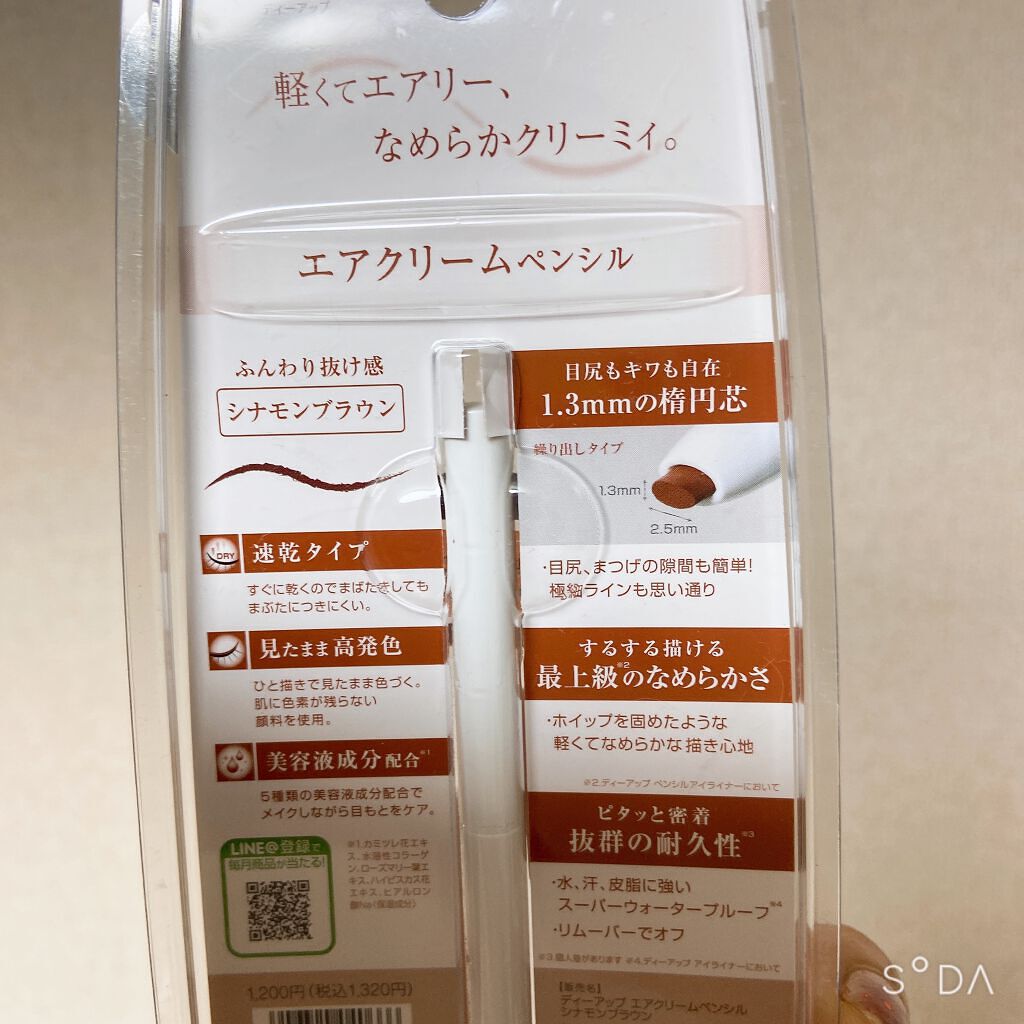 ディーアップ
軽くてエアリー、
なめらかクリーミィ。
エアクリームペンシル
ふんわり抜け感
シナモンブラウン
DRY
速乾タイプ
すぐに乾くのでまばたきしても
まぶたにつきにくい。
見たまま高発色
ひと描きで見たまま色づく。
肌に色素が残らない
顔料を使用。
美容液成分配合※1
5種類の美容液成分配合で
メイクしながら目もとをケア。
LINE@登録で
毎月商品が当たる!
※1.カミツレ花エキ
ス、水溶性コラーゲ
ン、ローズマリー葉エ
キス、ハイビスカス花
エキス、ヒアルロン
酸Na(保湿成分)
1,200円(税込1,320円)
目尻もキワも自在
1.3mmの楕円芯
繰り出しタイプ
1.3mm
2.5mm
・目尻、まつげの隙間も簡単!
極細ラインも思い通り
するする描ける
最上級※2のなめらかさ
・ホイップを固めたような
軽くてなめらかな描き心地
※2.ディーアップ ペンシルアイライナーにおいて
ピタッと密着
抜群の耐久性※3
・水、汗、皮脂に強い
スーパーウォータープルーフ※4
・リムーバーでオフ
※3.個人差があります ※4.ディーアップ アイライナーにおいて
【販売名】
ディーアップ エアクリームペンシル
シナモンブラウン
SODA